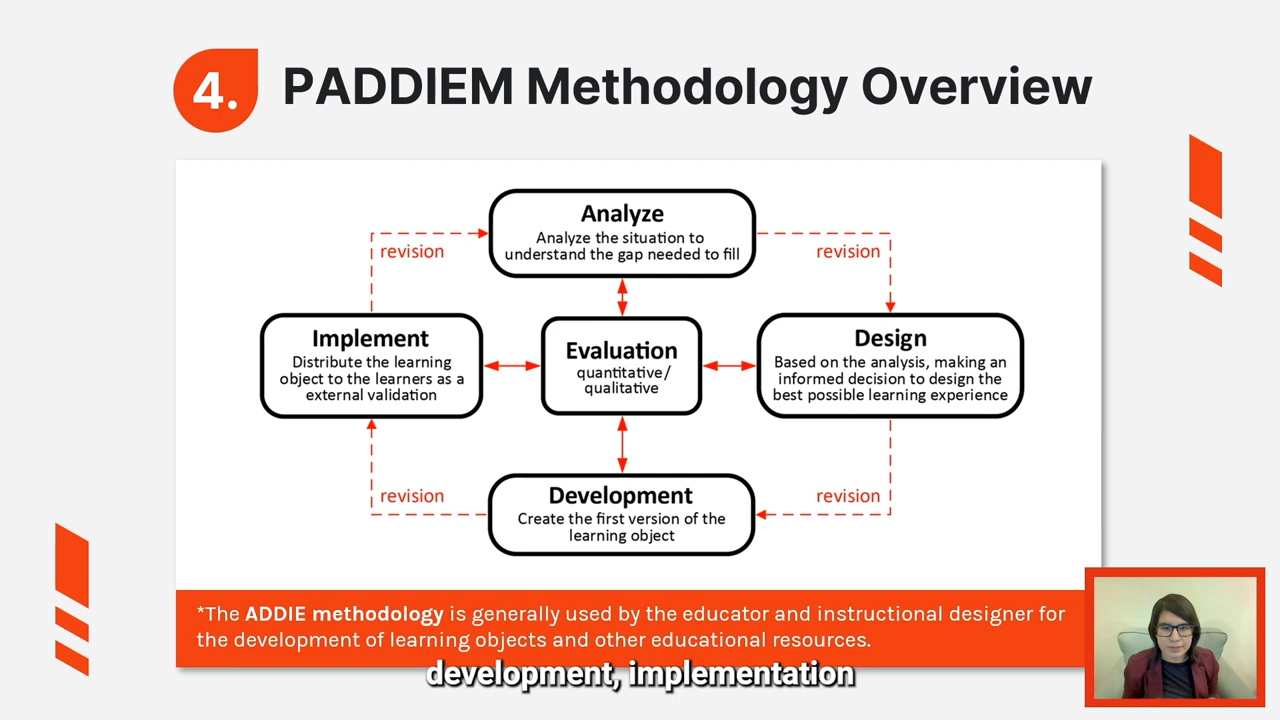 4. PADDIEM Methodology Overview
Analyze
Analyze the situation to
understand the gap needed to fill
revision
revision
Implement
Distribute the learning
object to the learners as a
external validation
Evaluation
quantitative/
qualitative
Design
Based on the analysis, making an
informed decision to design the
best possible learning experience
revision
revision
Development
Create the first version of the
learning object
*The ADDIE methodology is generally used by the educator and instructional designer for
the development of learning objects and other educational resources.
development, implementation